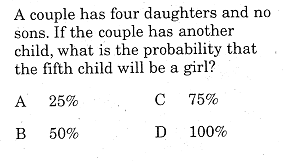 A couple has four daughters and no
sons. If the couple has another
child, what is the probability that
the fifth child will be a girl?
A 25% C 75%
B 50% D 100%